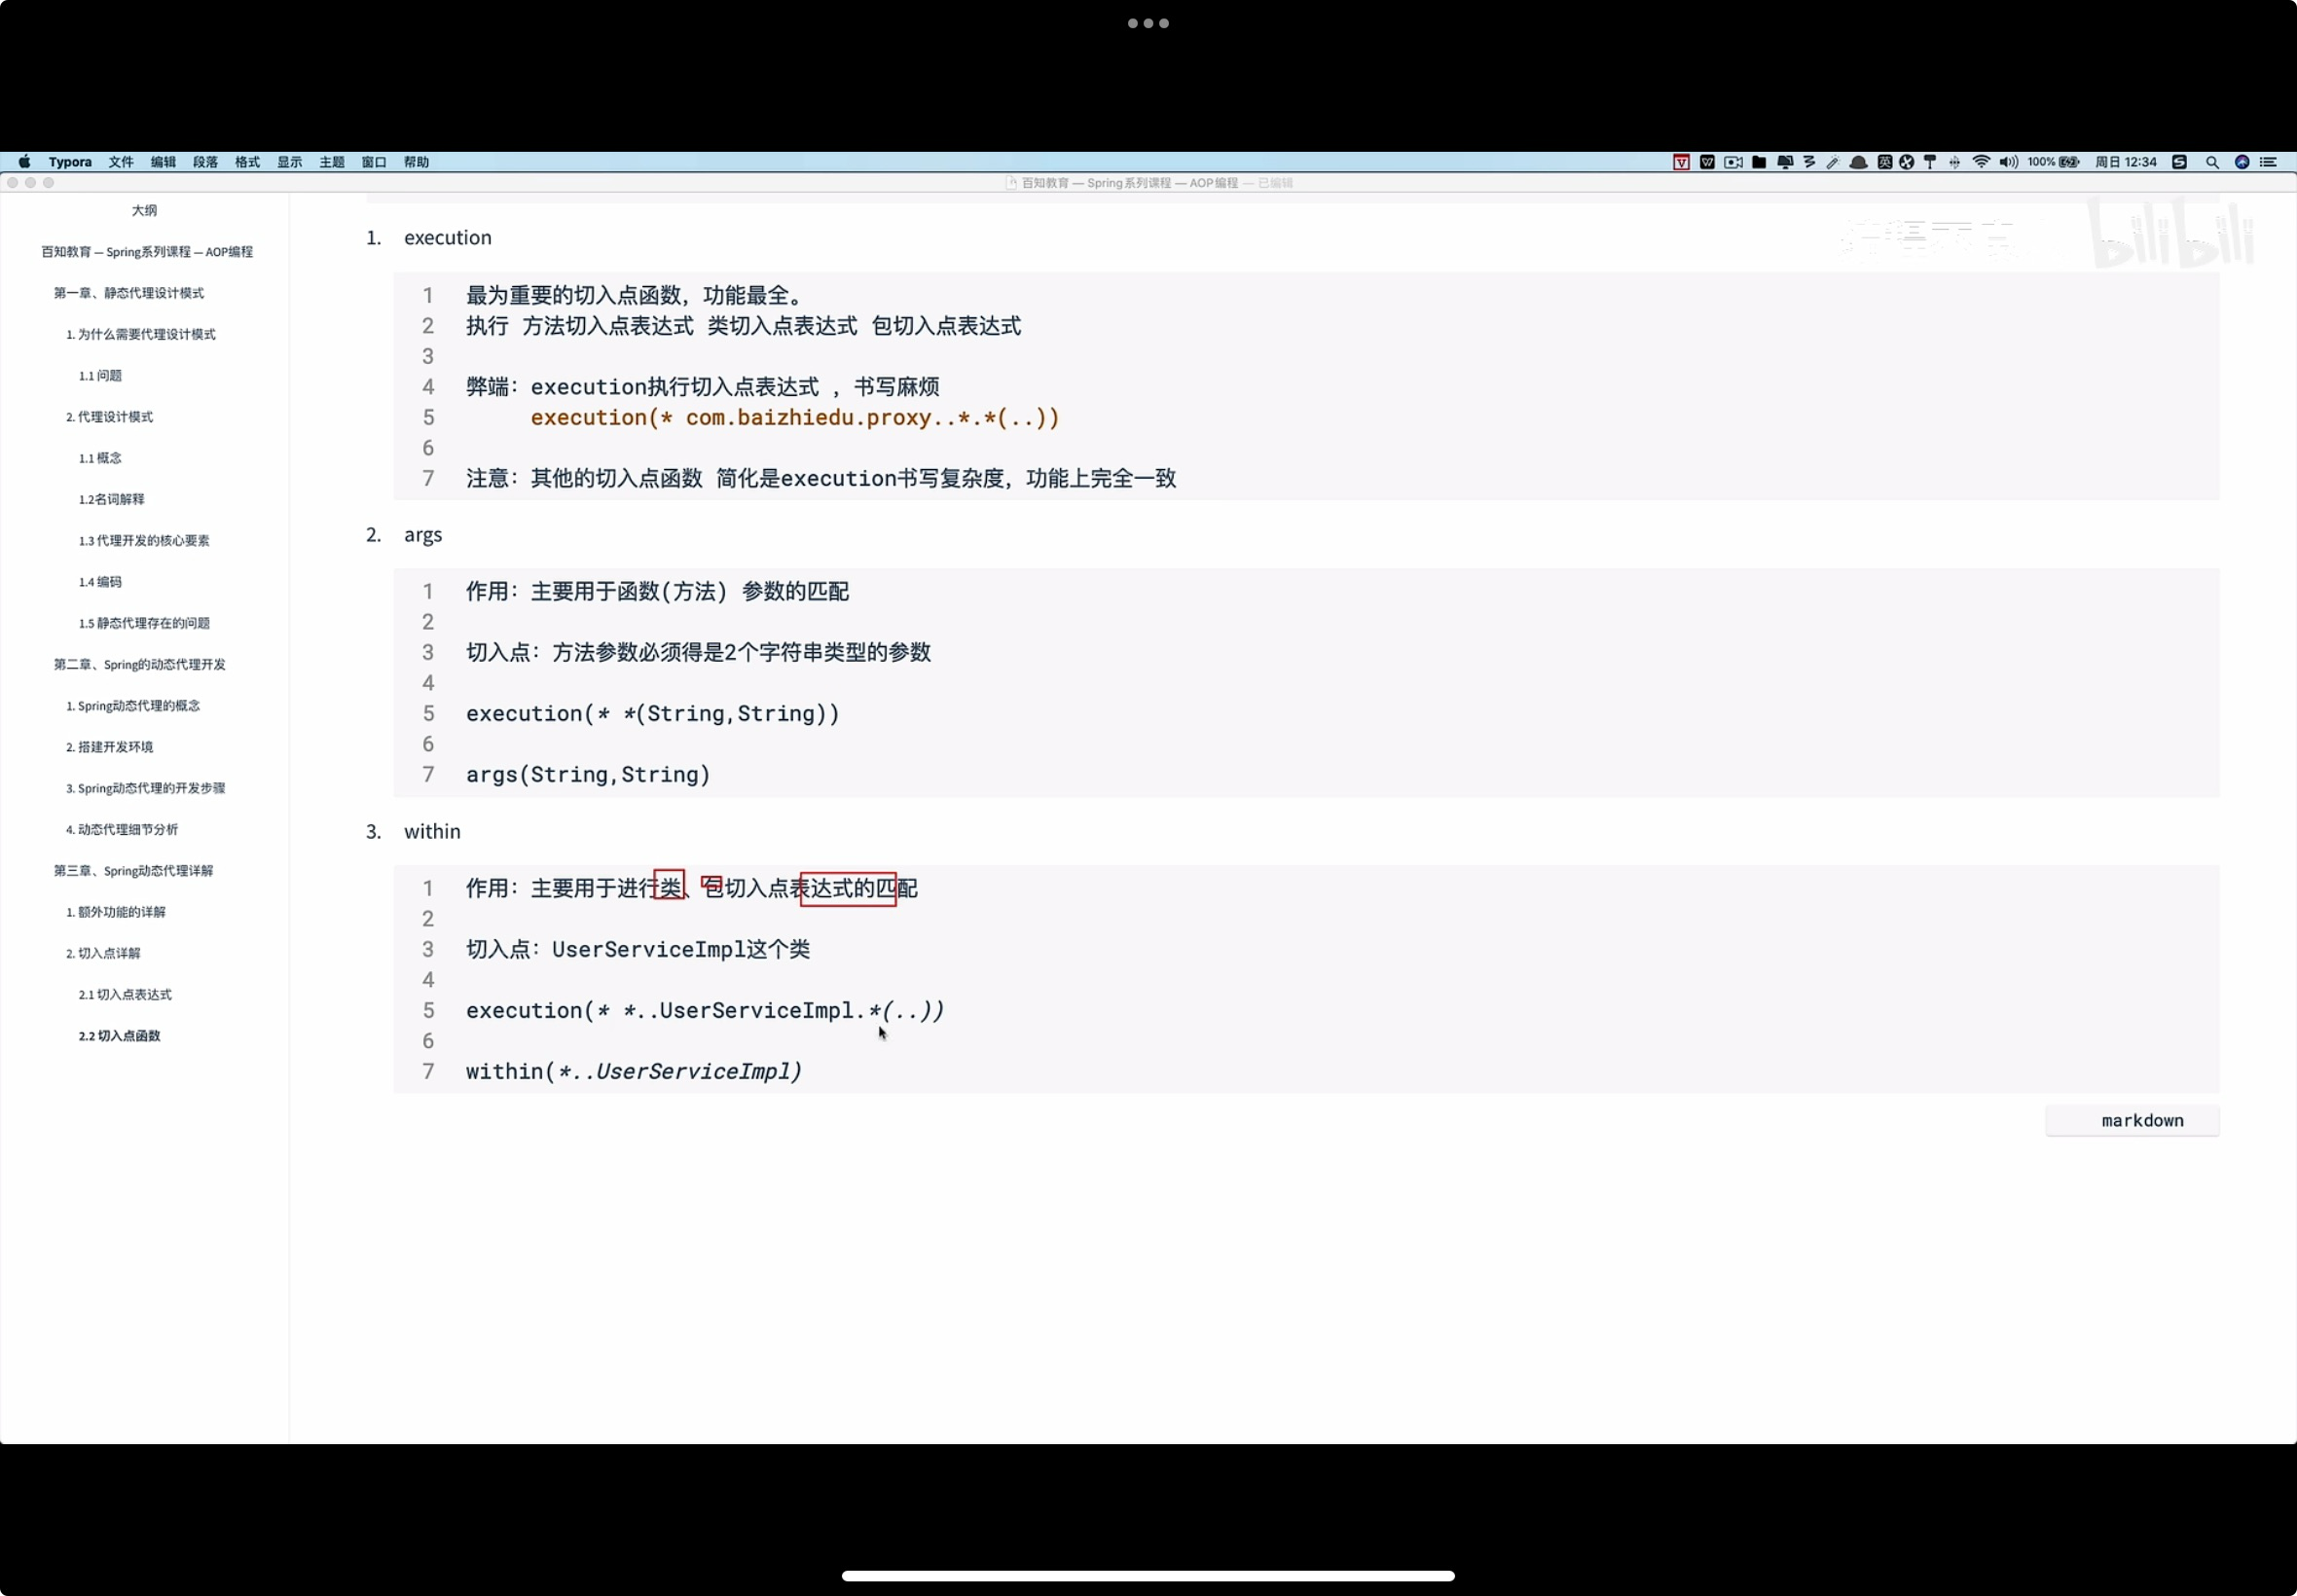 Typora 文件 编辑 段落 格式 显示 主题 窗口 帮助
100% 周日 12:34
百知教育 — Spring系列课程 — AOP编程 — 已编辑
大纲
百知教育 — Spring系列课程 — AOP编程
第一章、静态代理设计模式
1. 为什么需要代理设计模式
1.1 问题
2. 代理设计模式
1.1 概念
1.2名词解释
1.3 代理开发的核心要素
1.4 编码
1.5 静态代理存在的问题
第二章、Spring的动态代理开发
1. Spring动态代理的概念
2. 搭建开发环境
3. Spring动态代理的开发步骤
4. 动态代理细节分析
第三章、Spring动态代理详解
1. 额外功能的详解
2. 切入点详解
2.1 切入点表达式
2.2 切入点函数
bilibili
1. execution
1 最为重要的切入点函数，功能最全。
2 执行 方法切入点表达式 类切入点表达式 包切入点表达式
3
4 弊端：execution执行切入点表达式 ，书写麻烦
5 execution(* com.baizhiedu.proxy..*.*(..))
6
7 注意：其他的切入点函数 简化是execution书写复杂度，功能上完全一致
2. args
1 作用：主要用于函数(方法) 参数的匹配
2
3 切入点：方法参数必须得是2个字符串类型的参数
4
5 execution(* *(String,String))
6
7 args(String,String)
3. within
1 作用：主要用于进行类、包切入点表达式的匹配
2
3 切入点：UserServiceImpl这个类
4
5 execution(* *..UserServiceImpl.*(..))
6
7 within(*..UserServiceImpl)
markdown